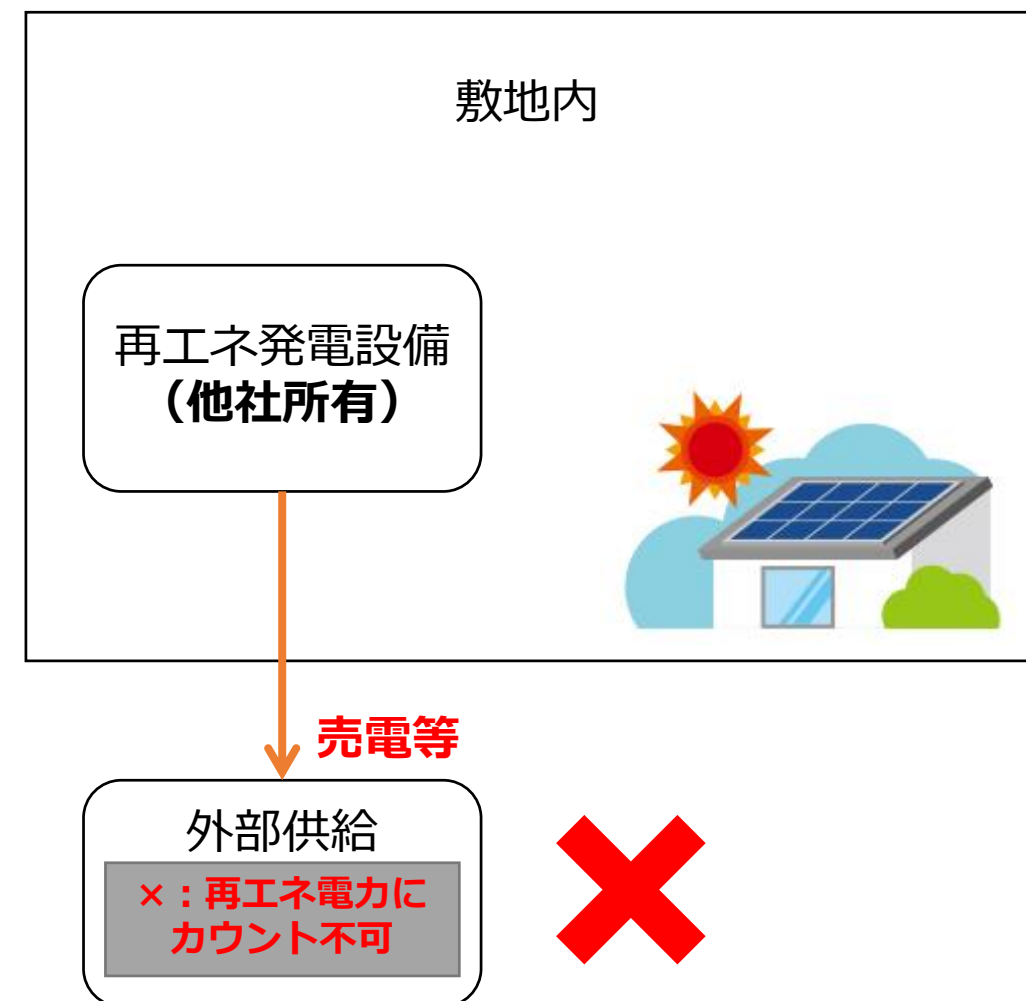 敷地内
再エネ発電設備
（他社所有）
売電等
外部供給
×：再エネ電力に
カウント不可